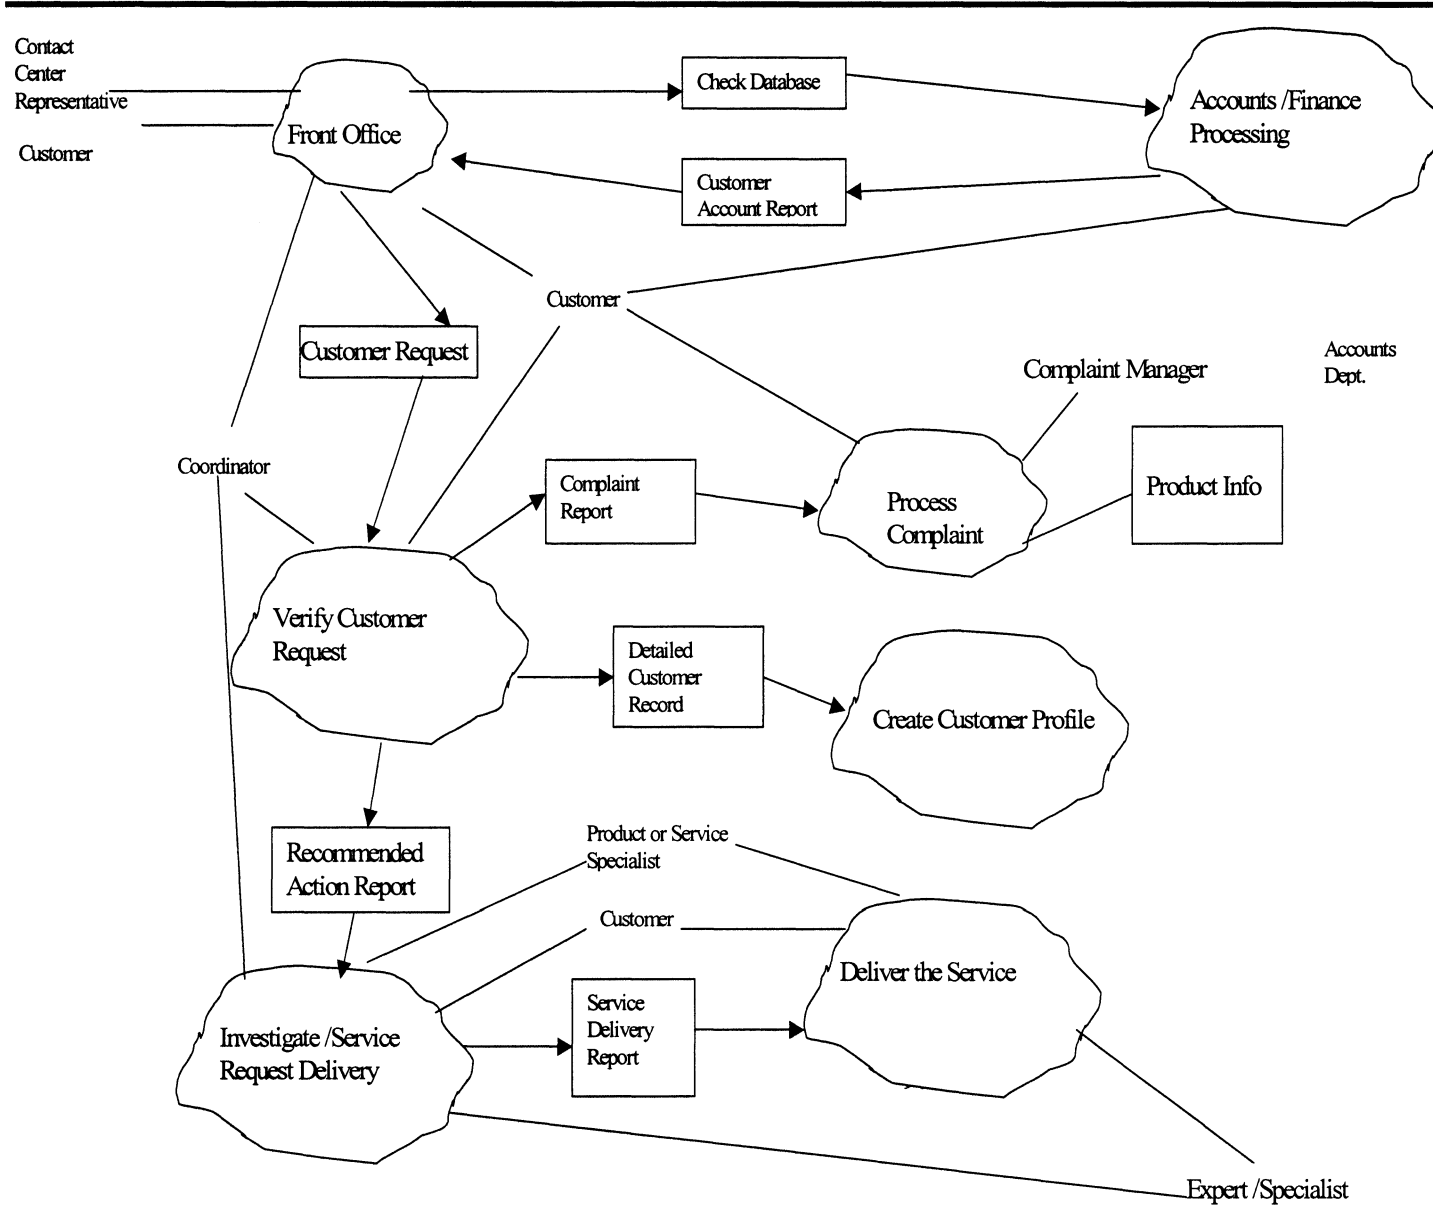 Contact
Center
Representative
Customer
Front Office
Check Database
Accounts /Finance
Processing
Customer
Account Report
Customer
Customer Request
Complaint Manager
Accounts
Dept.
Coordinator
Complaint
Report
Process
Complaint
Product Info
Verify Customer
Request
Detailed
Customer
Record
Create Customer Profile
Recommended
Action Report
Product or Service
Specialist
Customer
Deliver the Service
Investigate /Service
Request Delivery
Service
Delivery
Report
Expert /Specialist